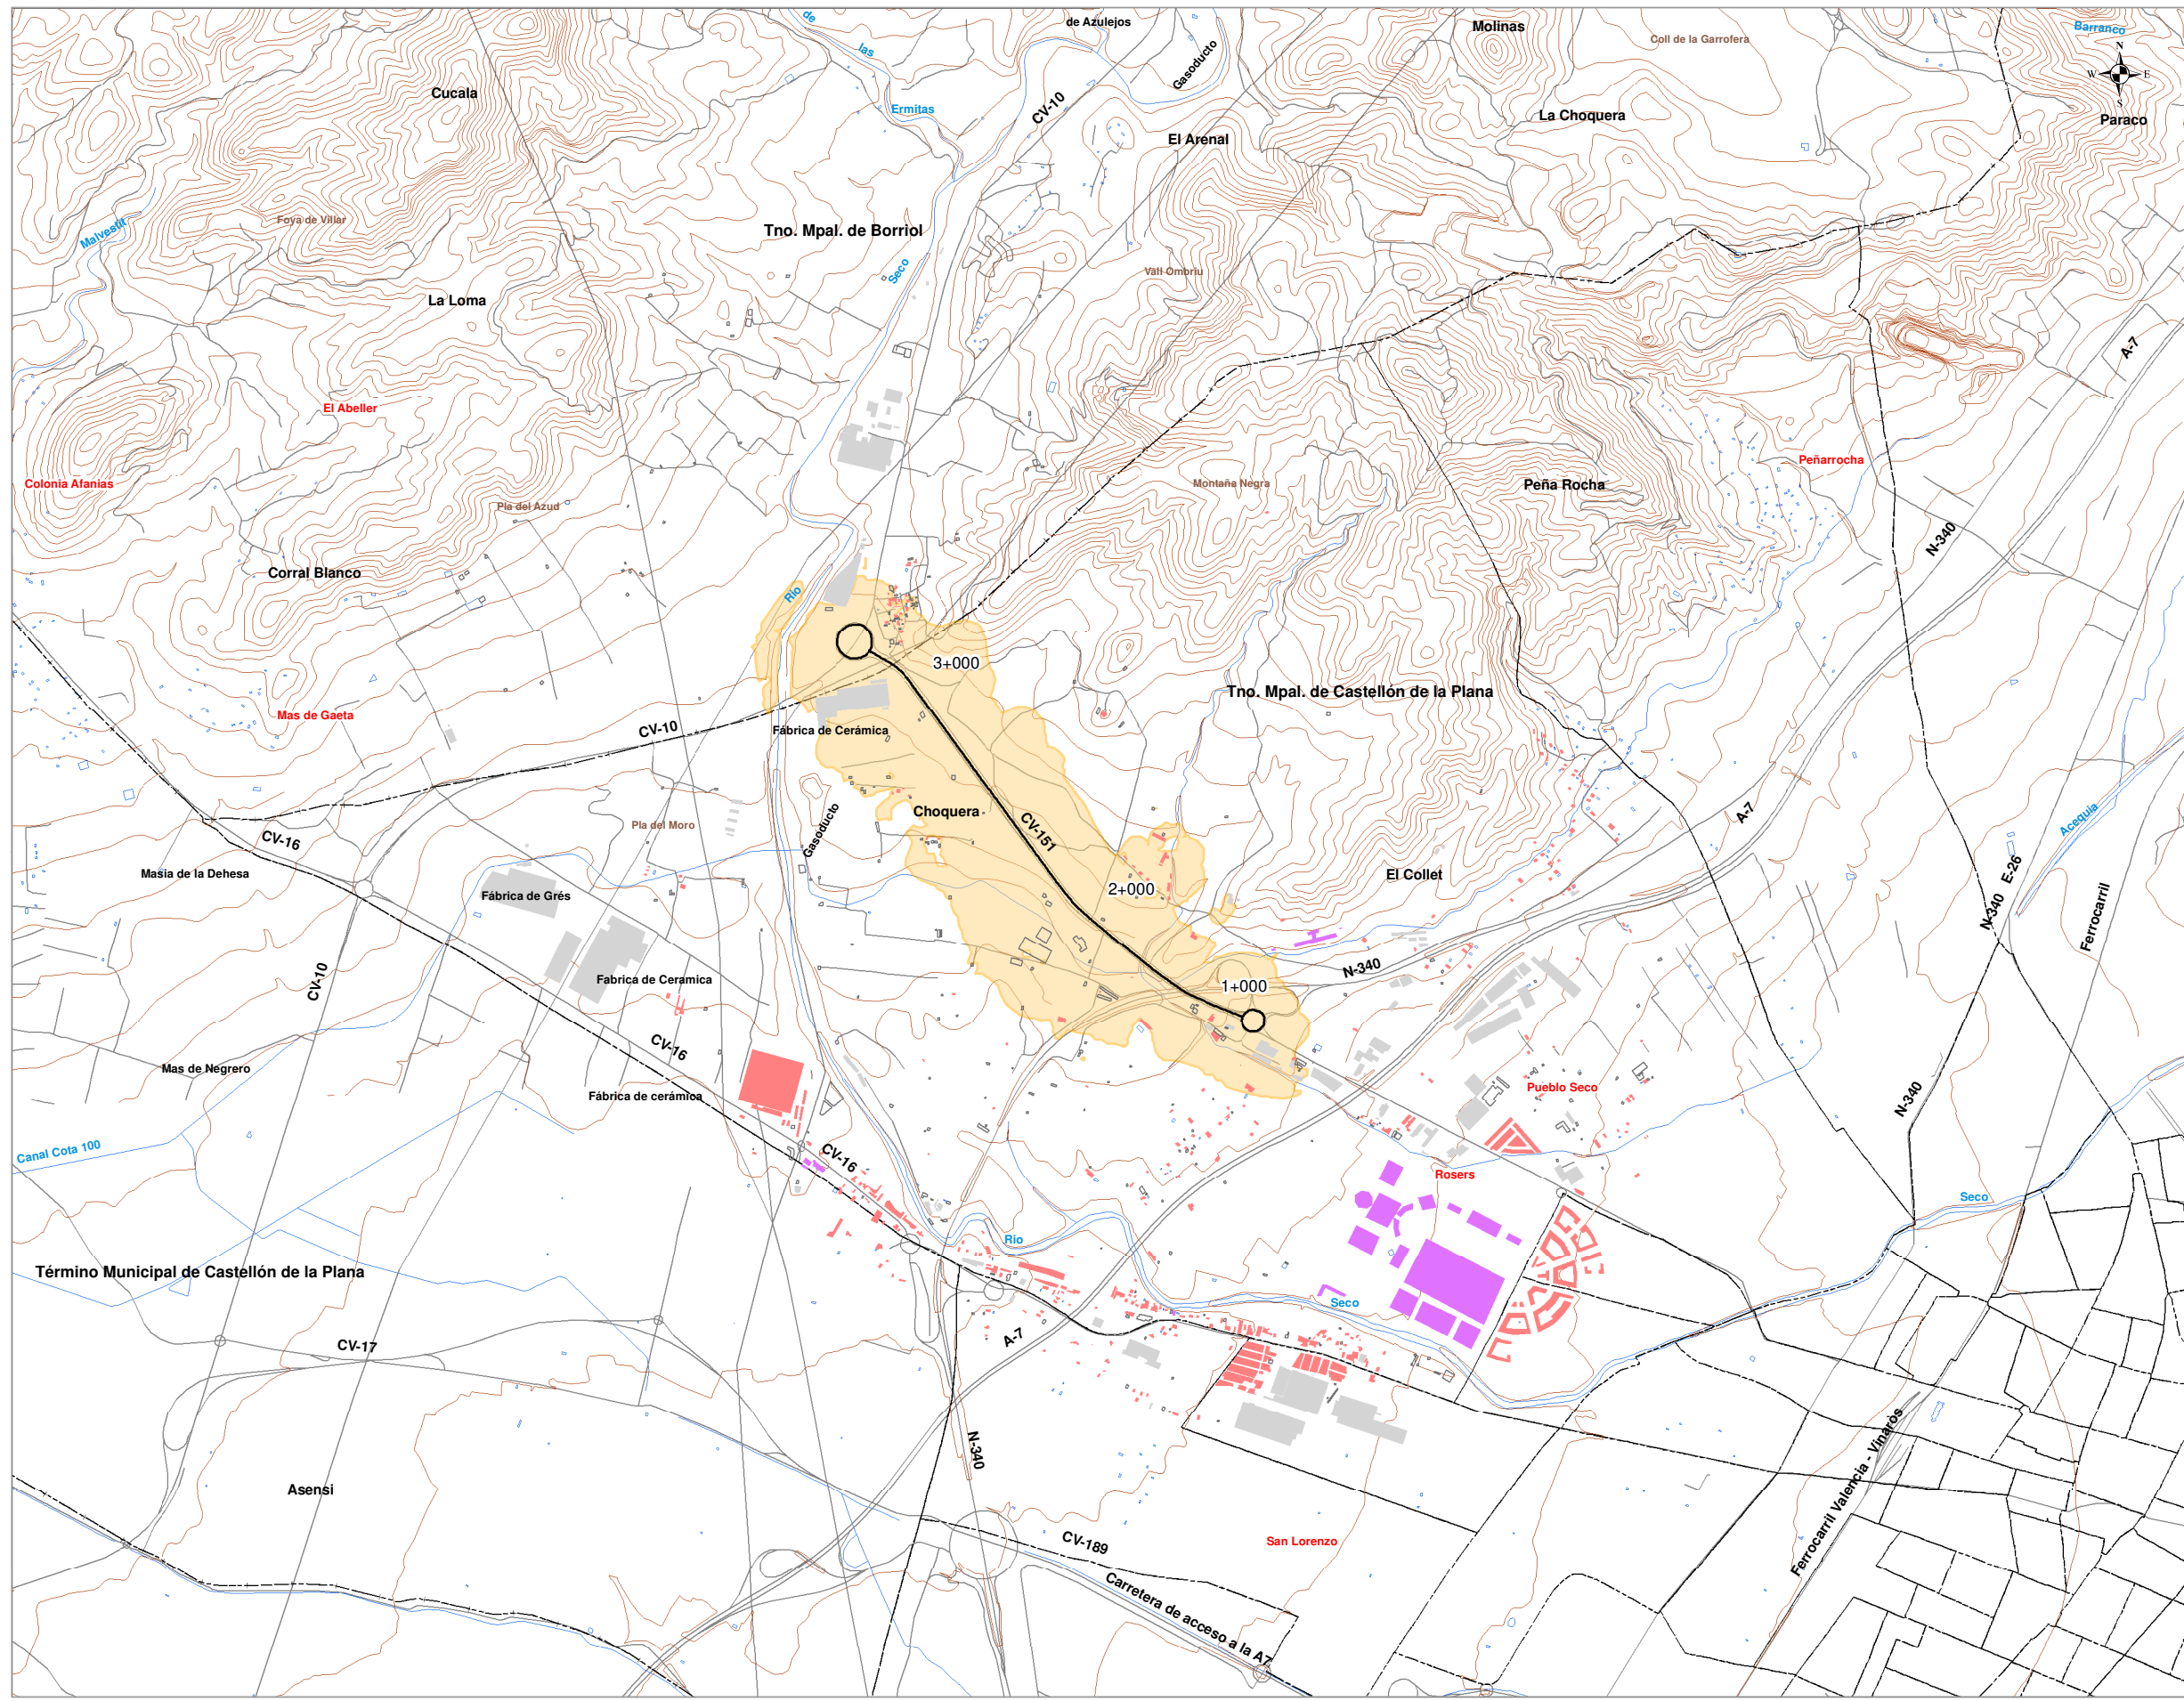 de
las
Ermitas
de Azulejos
Gasoducto
Molinas
Coll de la Garrofera
Barranco
N
W
E
S
Cucala
CV-10
El Arenal
La Choquera
Paraco
Foya de Villar
Malvestit
Tno. Mpal. de Borriol
Seco
Vall Ombriu
La Loma
A-7
El Abeller
Colonia Afanias
Pla del Azud
Montaña Negra
Peña Rocha
Peñarrocha
N-340
Corral Blanco
Rio
3+000
Tno. Mpal. de Castellón de la Plana
Mas de Gaeta
CV-10
Fábrica de Cerámica
Choquera
CV-151
Pla del Moro
Gasoducto
A-7
Acequia
CV-16
Masia de la Dehesa
Fábrica de Grés
2+000
El Collet
E-26
N-340
Ferrocarril
CV-10
Fabrica de Ceramica
1+000
N-340
CV-16
Mas de Negrero
Fábrica de cerámica
Pueblo Seco
N-340
Canal Cota 100
CV-16
Rosers
Seco
Rio
Término Municipal de Castellón de la Plana
Seco
CV-17
A-7
N-340
Asensi
Ferrocarril Valencia - Vinaròs
CV-189
San Lorenzo
Carretera de acceso a la A7